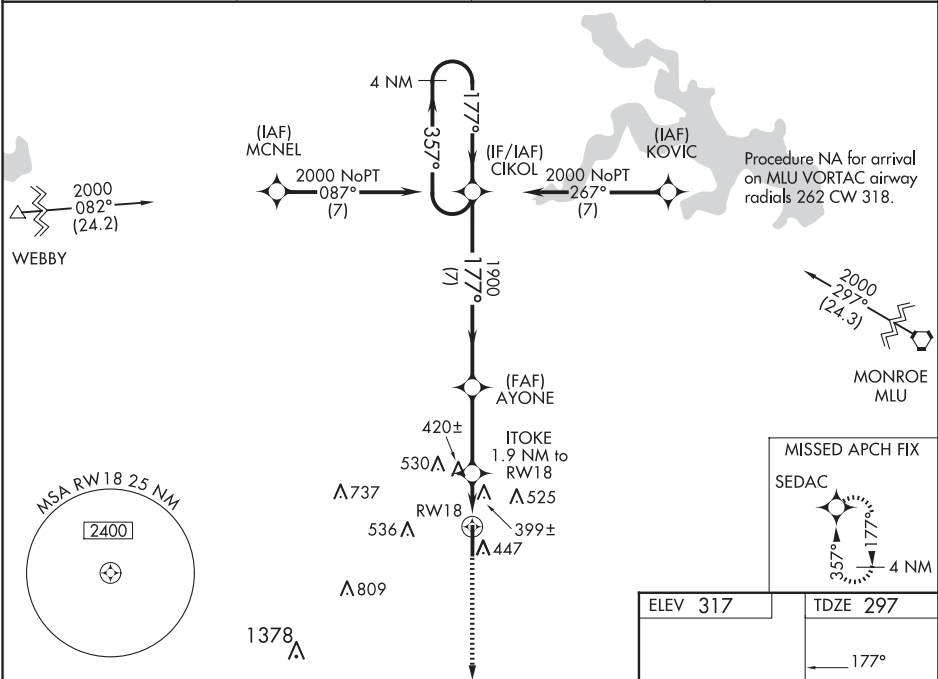 4 NM
357°
177°
(IAF)
MCNEL
2000 NoPT
087°
(7)
(IF/IAF)
CIKOL
(IAF)
KOVIC
2000 NoPT
267°
(7)
Procedure NA for arrival
on MLU VORTAC airway
radials 262 CW 318.
2000
082°
(24.2)
WEBBY
1900
177°
(7)
2000
297°
(24.3)
MONROE
MLU
(FAF)
AYONE
420±
530
ITOKE
1.9 NM to
RW18
737
525
RW18
536
399±
447
809
1378
MSA RW18 25 NM
2400
MISSED APCH FIX
SEDAC
357°
177°
4 NM
ELEV 317
TDZE 297
177°